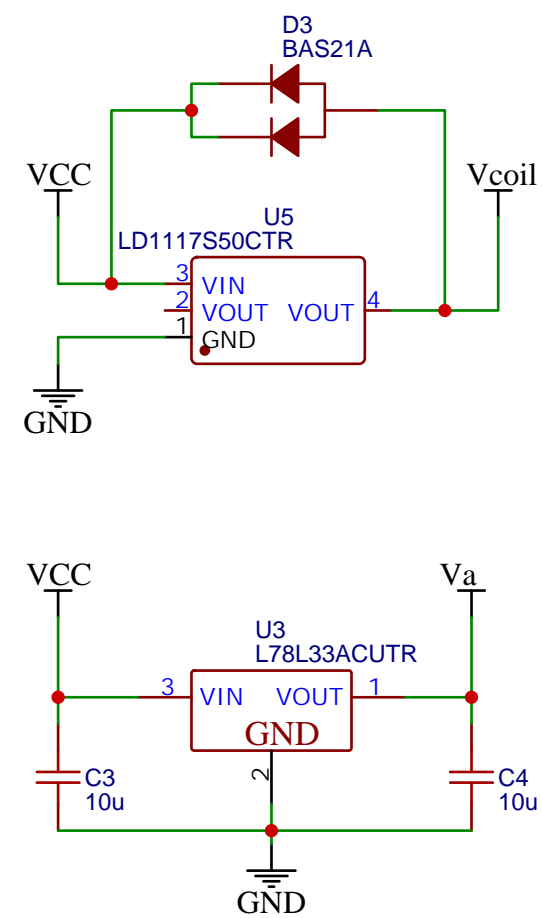 D3
BAS21A
VCC
Vcoil
U5
LD1117S50CTR
3 VIN
2 VOUT VOUT 4
1 GND
GND
VCC
Va
U3
L78L33ACUTR
3 VIN VOUT 1
GND
2
C3
10u
C4
10u
GND